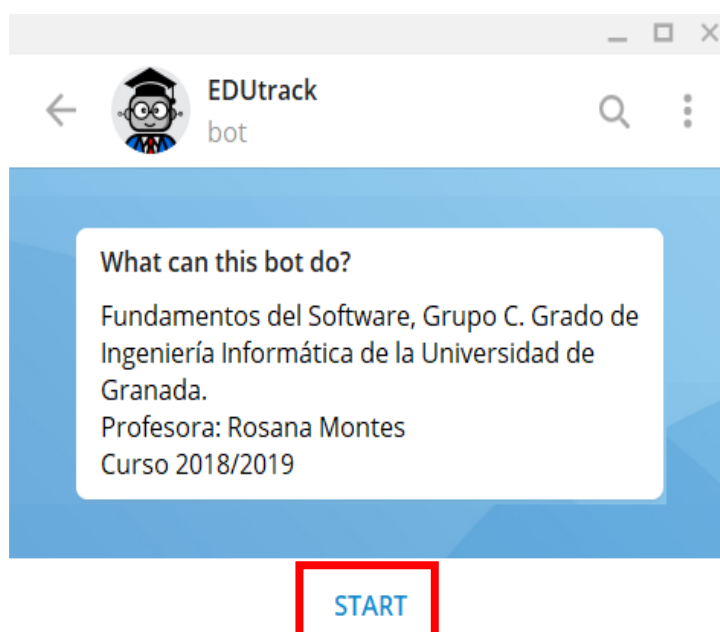 EDUtrack
bot
What can this bot do?
Fundamentos del Software, Grupo C. Grado de
Ingeniería Informática de la Universidad de
Granada.
Profesora: Rosana Montes
Curso 2018/2019
START